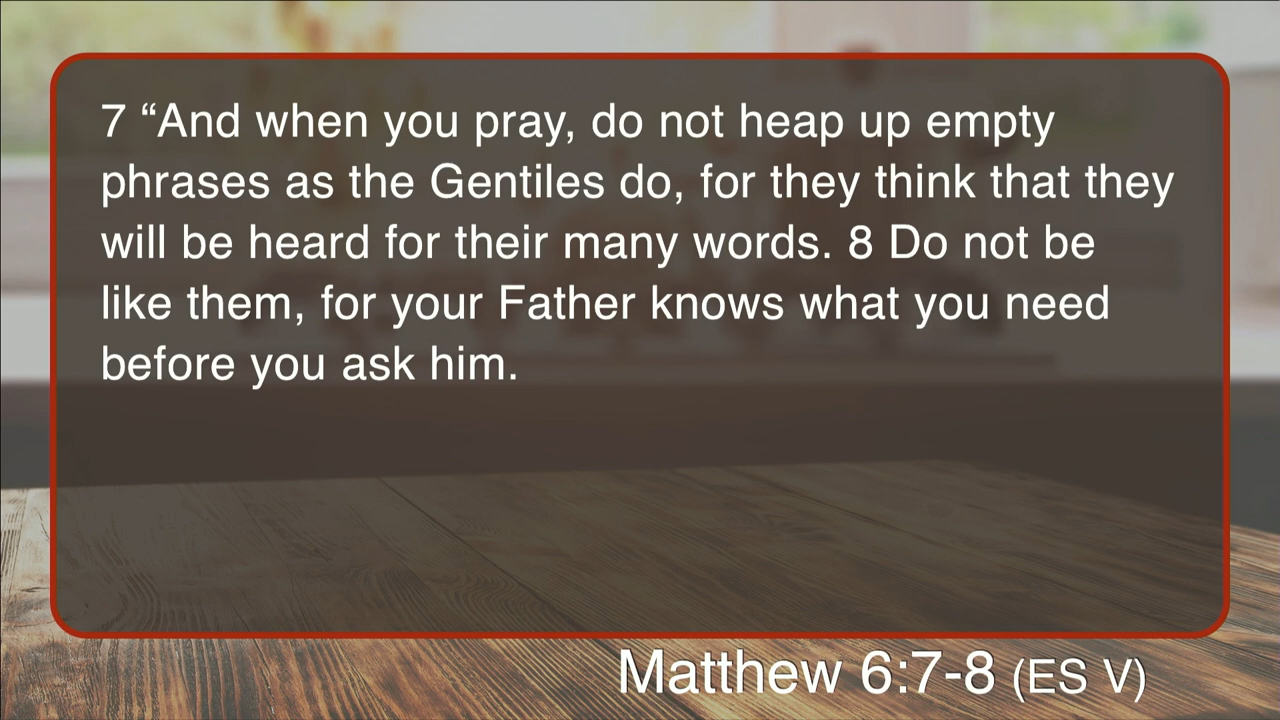 7 “And when you pray, do not heap up empty
phrases as the Gentiles do, for they think that they
will be heard for their many words. 8 Do not be
like them, for your Father knows what you need
before you ask him.
Matthew 6:7-8 (ES V)